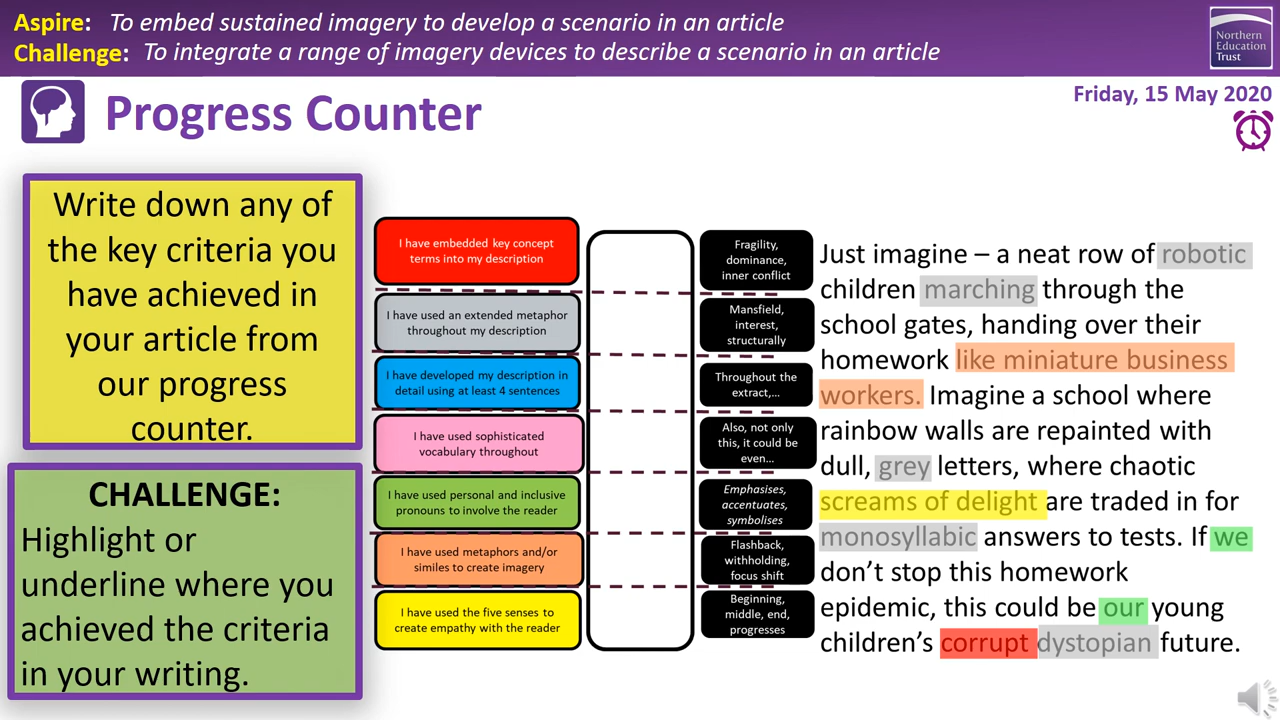 Aspire: To embed sustained imagery to develop a scenario in an article
Challenge: To integrate a range of imagery devices to describe a scenario in an article
Northern
Education
Trust
Progress Counter
Friday, 15 May 2020
Write down any of
the key criteria you
have achieved in
your article from
our progress
counter.
CHALLENGE:
Highlight or
underline where you
achieved the criteria
in your writing.
I have embedded key concept
terms into my description
I have used an extended metaphor
throughout my description
I have developed my description in
detail using at least 4 sentences
I have used sophisticated
vocabulary throughout
I have used personal and inclusive
pronouns to involve the reader
I have used metaphors and/or
similes to create imagery
I have used the five senses to
create empathy with the reader
Fragility,
dominance,
inner conflict
Mansfield,
interest,
structurally
Throughout the
extract,...
Also, not only
this, it could be
even...
Emphasises,
accentuates,
symbolises
Flashback,
withholding,
focus shift
Beginning,
middle, end,
progresses
Just imagine – a neat row of robotic
children marching through the
school gates, handing over their
homework like miniature business
workers. Imagine a school where
rainbow walls are repainted with
dull, grey letters, where chaotic
screams of delight are traded in for
monosyllabic answers to tests. If we
don't stop this homework
epidemic, this could be our young
children's corrupt dystopian future.